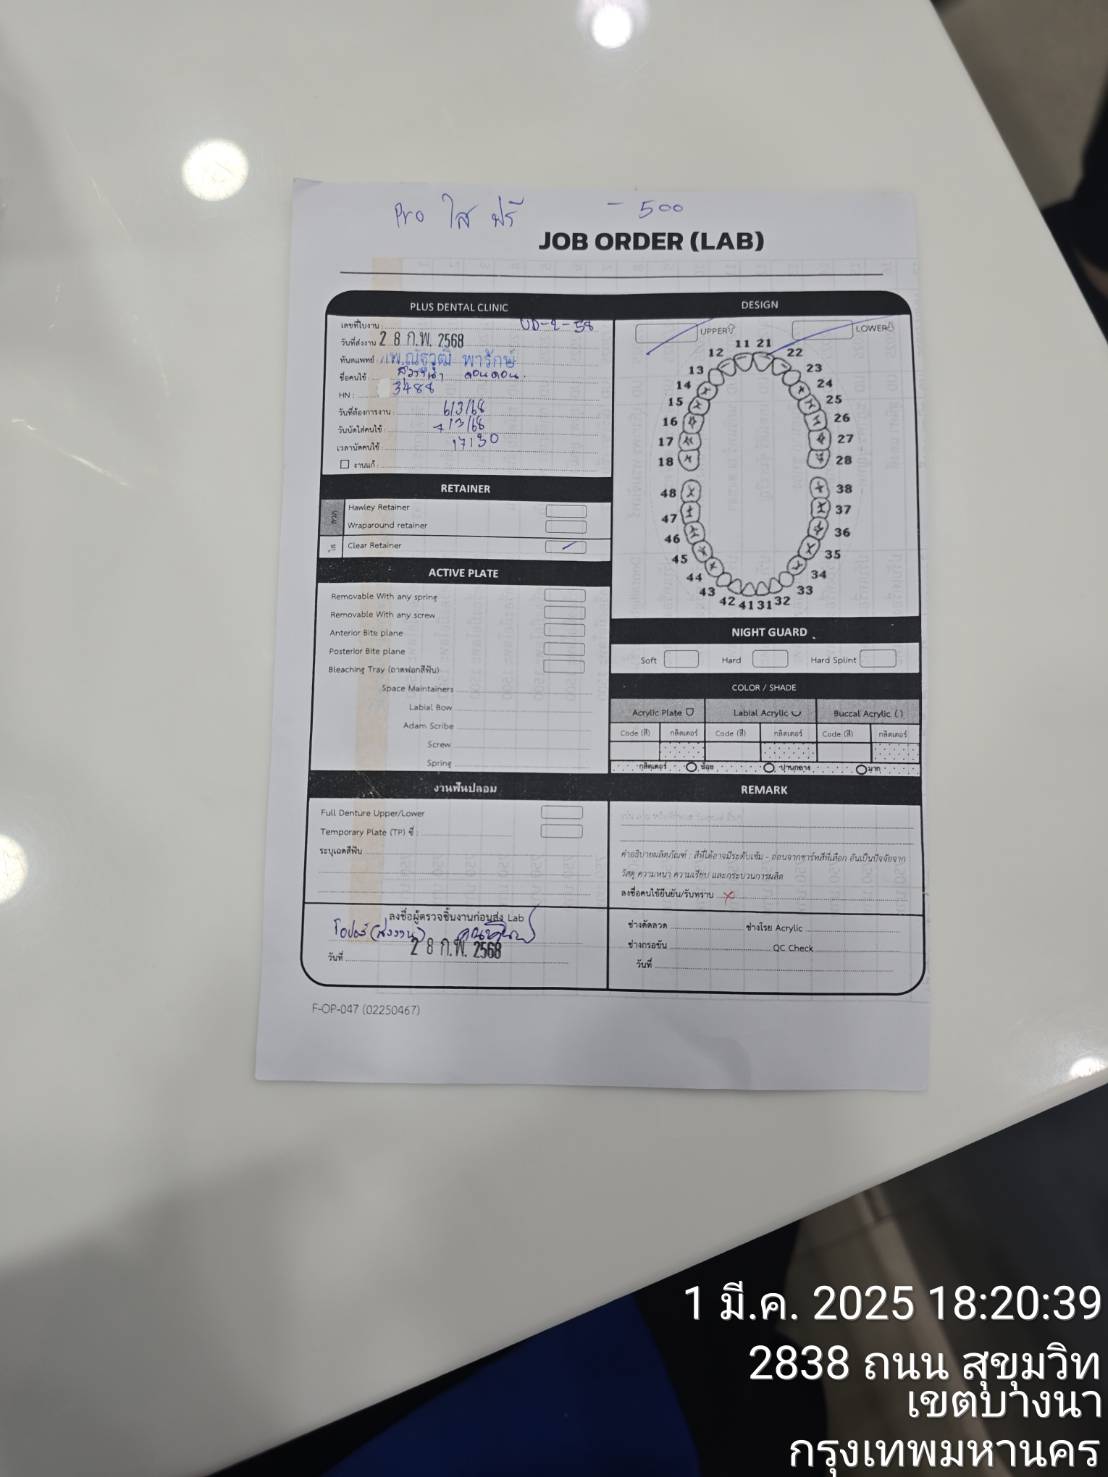 Pro ใส ฟรี - 500
JOB ORDER (LAB)
PLUS DENTAL CLINIC
เลขที่ใบงาน UD-2-58
วันที่ส่งงาน 2 8 ก.พ. 2568
ทันตแพทย์ ทพ.ณัฐวุฒิ พารักษ์
ชื่อคนไข้
HN : 3488
วันที่ต้องการงาน 6/3/68
วันนัดใส่คนไข้ 7/3/68
เวลานัดคนไข้ 17:30
งานแก้
RETAINER
ลวด
Hawley Retainer
Wraparound retainer
ใส
Clear Retainer
ACTIVE PLATE
Removable With any spring
Removable With any screw
Anterior Bite plane
Posterior Bite plane
Bleaching Tray (ถาดฟอกสีฟัน)
Space Maintainers
Labial Bow
Adam Scribe
Screw
Spring
งานฟันปลอม
Full Denture Upper/Lower
Temporary Plate (TP) ซี่ :
ระบุเฉดสีฟัน
ลงชื่อผู้ตรวจชิ้นงานก่อนส่ง Lab
วันที่ 2 8 ก.พ. 2568
DESIGN
UPPER LOWER
11 21
12 22
13 23
14 24
15 25
16 26
17 27
18 28
48 38
47 37
46 36
45 35
44 34
43 33
42 41 31 32
NIGHT GUARD
Soft Hard Hard Splint
COLOR / SHADE
Acrylic Plate Labial Acrylic Buccal Acrylic ( )
Code (สี) กลิตเตอร์ Code (สี) กลิตเตอร์ Code (สี) กลิตเตอร์
กลิตเตอร์ น้อย ปานกลาง มาก
REMARK
คำอธิบายผลิตภัณฑ์ : สีที่ได้อาจมีระดับเข้ม - อ่อนจากชาร์ทสีที่เลือก อันเป็นปัจจัยจาก
วัสดุ ความหนา ความเรียบ และกระบวนการผลิต
ลงชื่อคนไข้ยืนยัน/รับทราบ x
ช่างดัดลวด ช่างโรย Acrylic
ช่างกรอขัน QC Check
วันที่
F-OP-047 (02250467)
1 มี.ค. 2025 18:20:39
2838 ถนน สุขุมวิท
เขตบางนา
กรุงเทพมหานคร